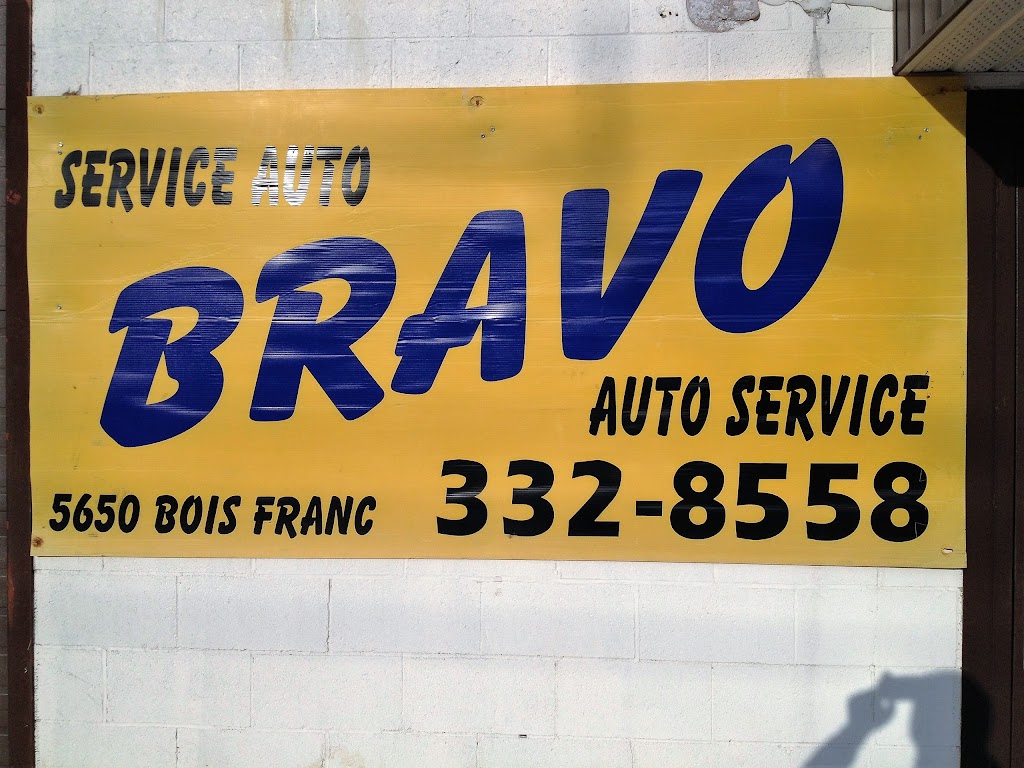 SERVICE AUTO
BRAVO
AUTO SERVICE
5650 BOIS FRANC
332-8558